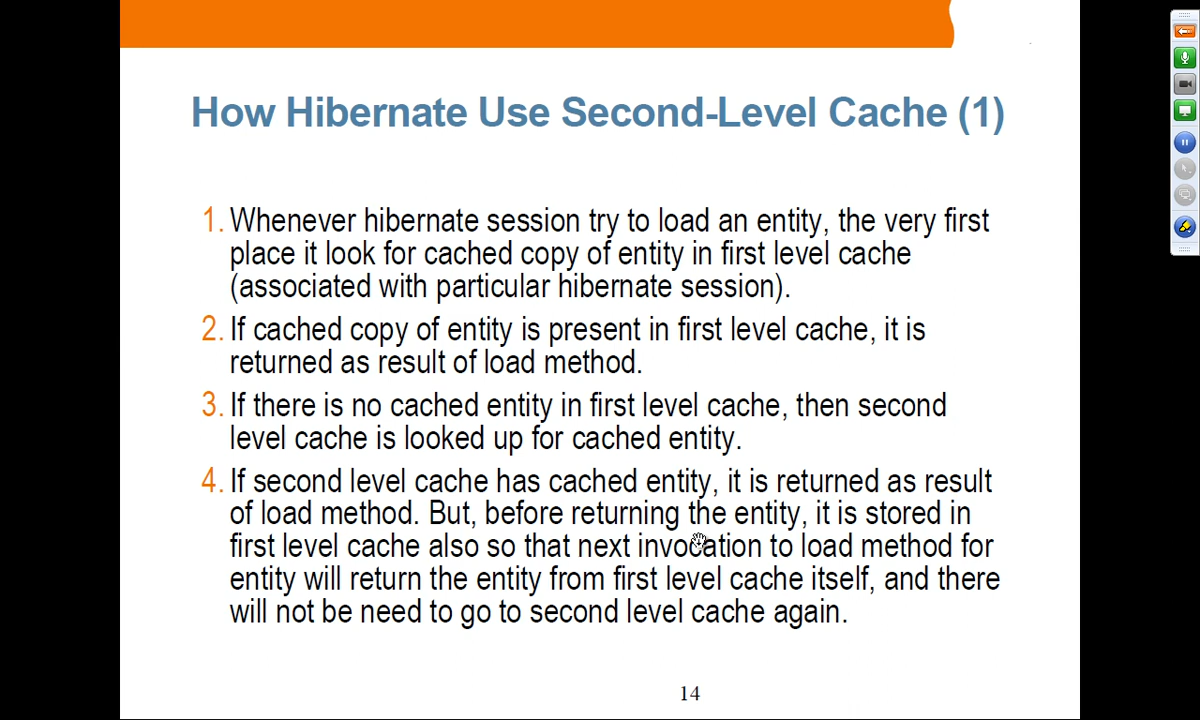 How Hibernate Use Second-Level Cache (1)
1. Whenever hibernate session try to load an entity, the very first
place it look for cached copy of entity in first level cache
(associated with particular hibernate session).
2. If cached copy of entity is present in first level cache, it is
returned as result of load method.
3. If there is no cached entity in first level cache, then second
level cache is looked up for cached entity.
4. If second level cache has cached entity, it is returned as result
of load method. But, before returning the entity, it is stored in
first level cache also so that next invocation to load method for
entity will return the entity from first level cache itself, and there
will not be need to go to second level cache again.
14